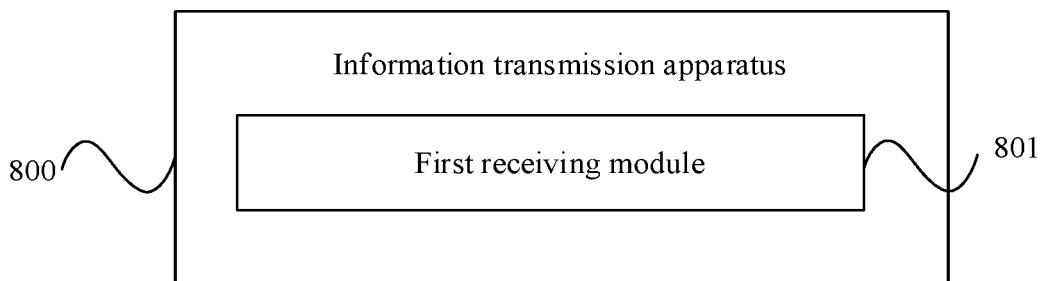 Information transmission apparatus
First receiving module
800
801